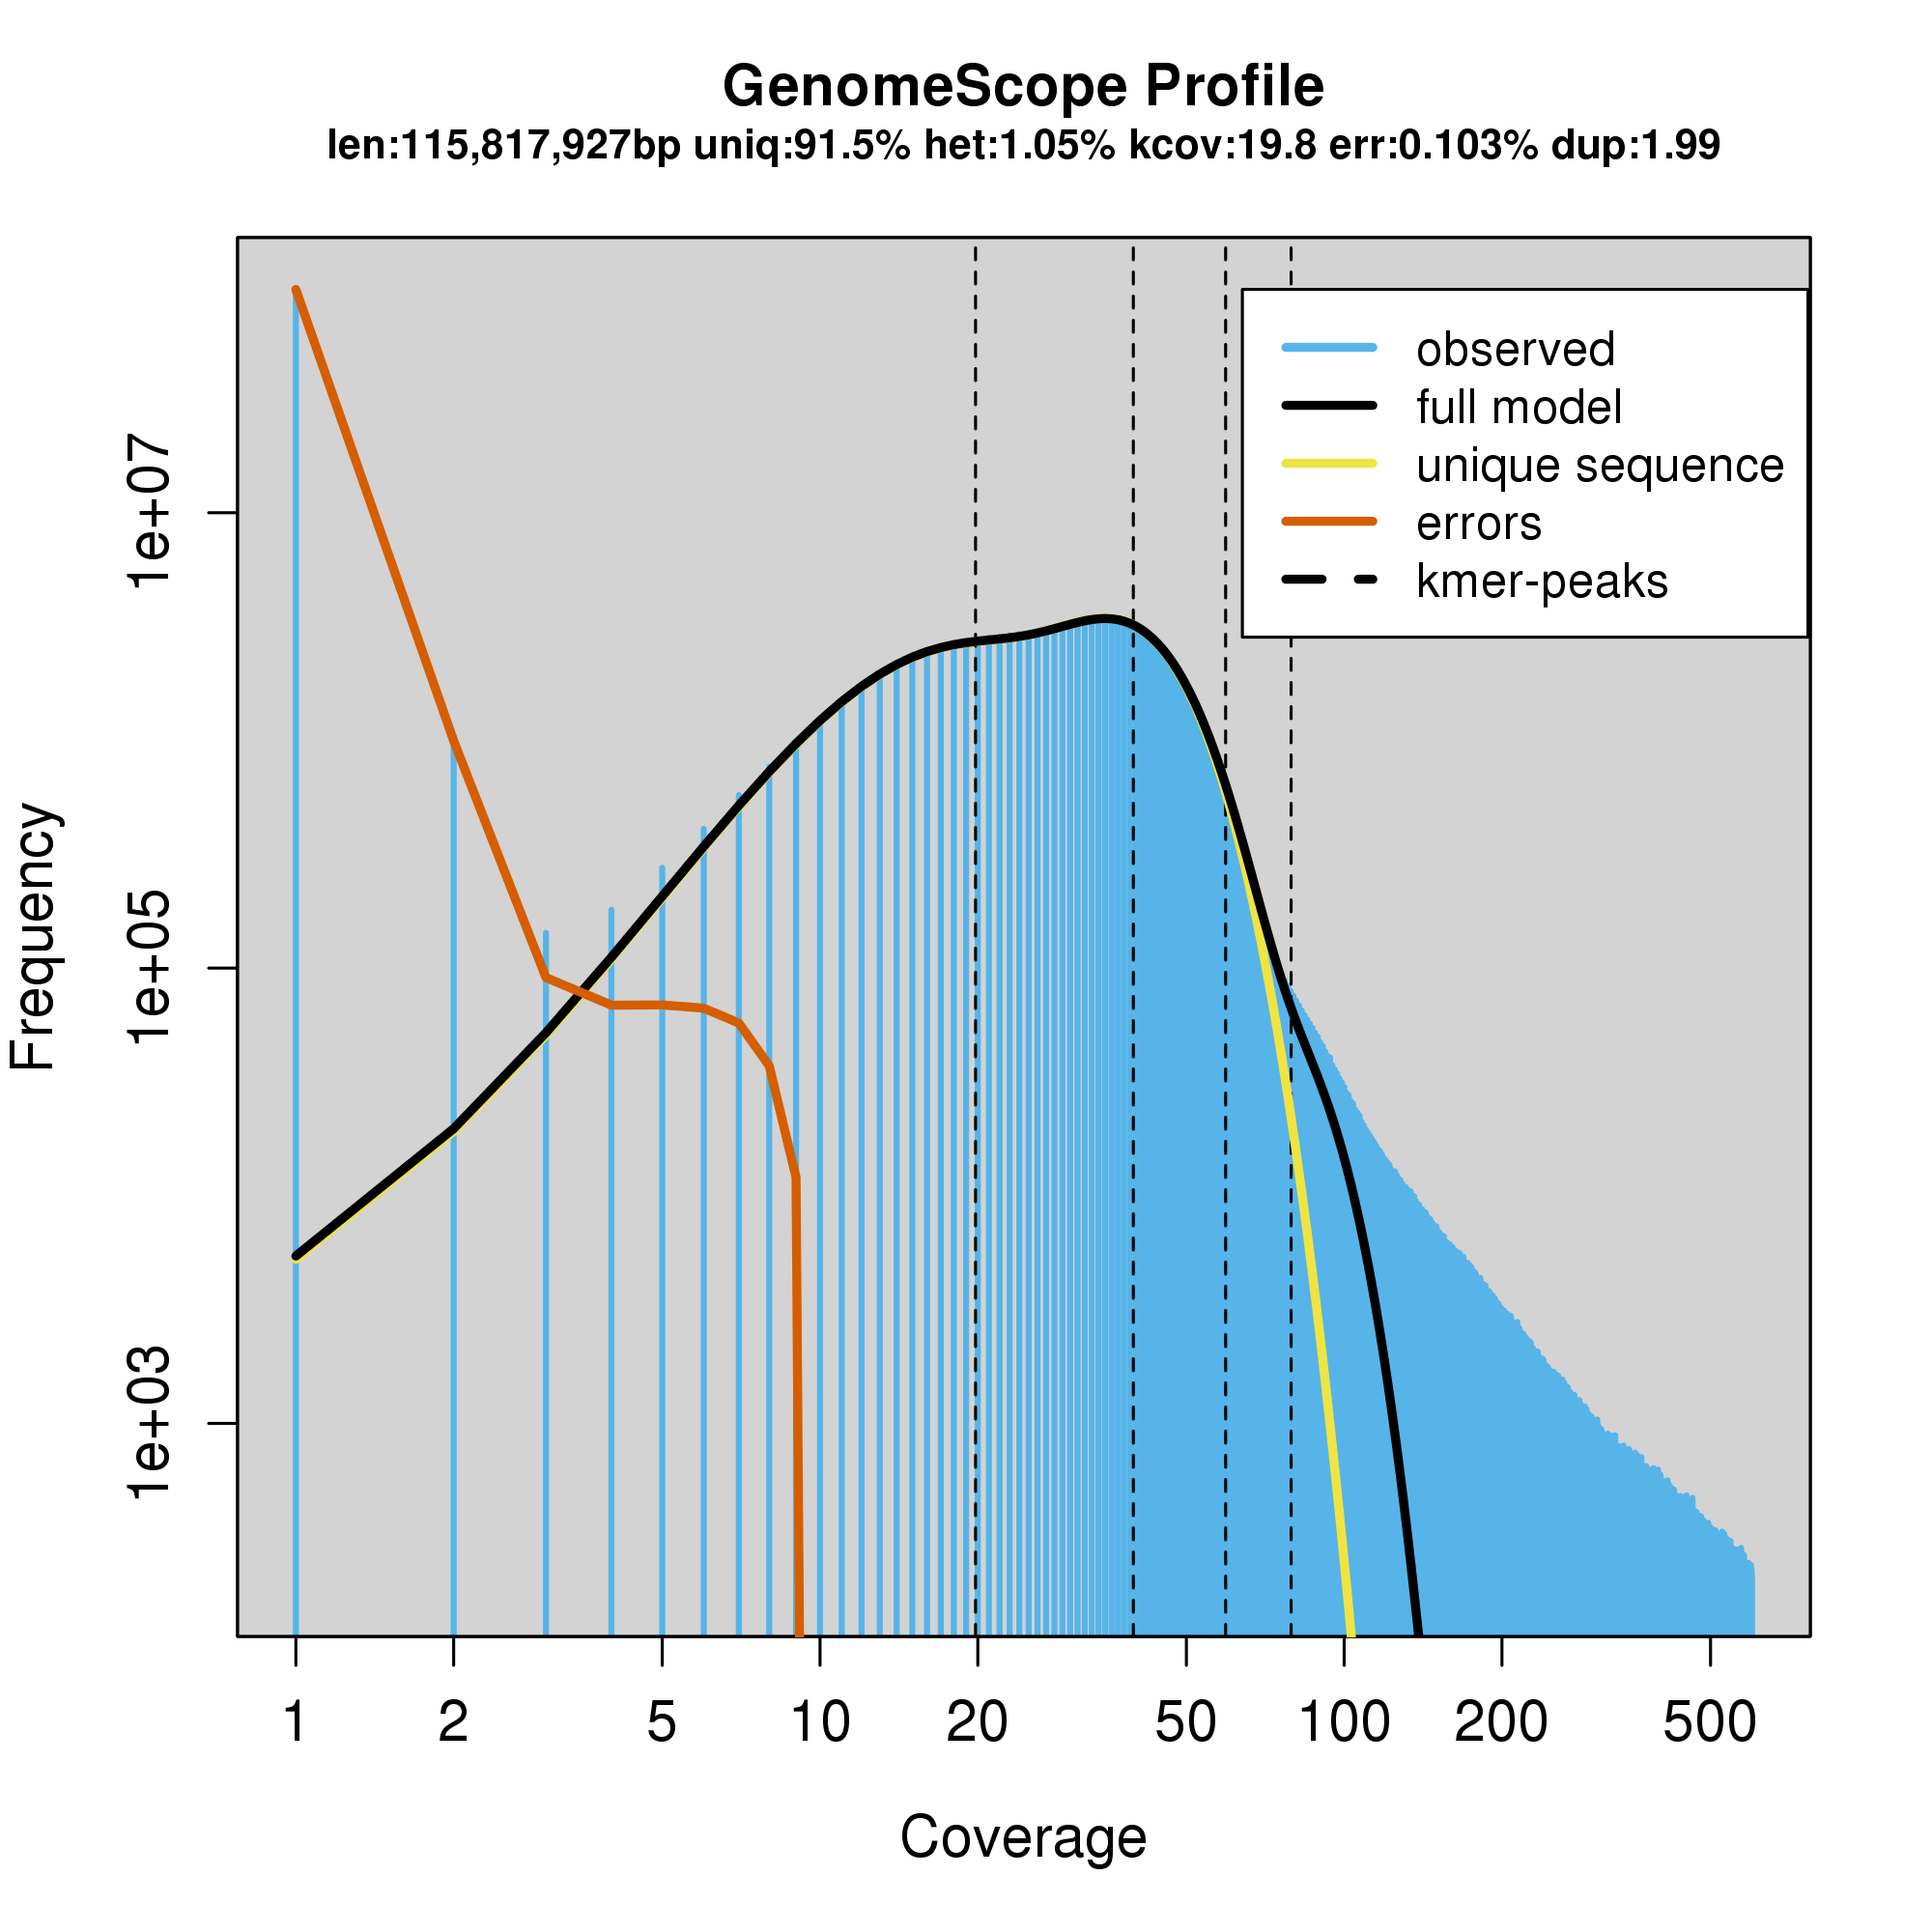 GenomeScope Profile
len:115,817,927bp uniq:91.5% het:1.05% kcov:19.8 err:0.103% dup:1.99
observed
full model
unique sequence
errors
kmer-peaks
Frequency
1e+07
1e+05
1e+03
1 2 5 10 20 50 100 200 500
Coverage